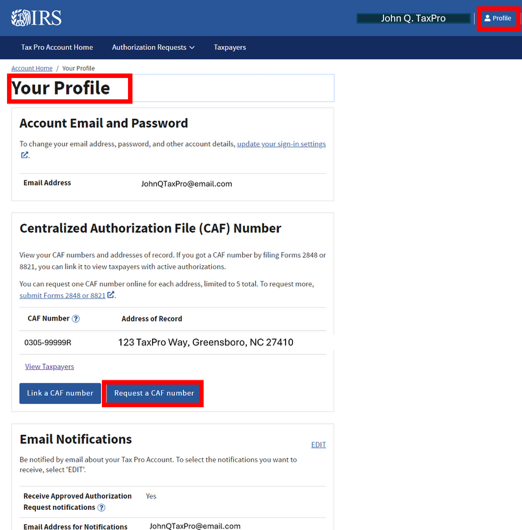 IRS
John Q. TaxPro
Profile
Tax Pro Account Home
Authorization Requests
Taxpayers
Account Home / Your Profile
Your Profile
Account Email and Password
To change your email address, password, and other account details, update your sign-in settings
.
Email Address
JohnQTaxPro@email.com
Centralized Authorization File (CAF) Number
View your CAF numbers and addresses of record. If you got a CAF number by filing Forms 2848 or
8821, you can link it to view taxpayers with active authorizations.
You can request one CAF number online for each address, limited to 5 total. To request more,
submit Forms 2848 or 8821 .
CAF Number ?
Address of Record
0305-99999R
123 TaxPro Way, Greensboro, NC 27410
View Taxpayers
Link a CAF number
Request a CAF number
Email Notifications
EDIT
Be notified by email about your Tax Pro Account. To select the notifications you want to
receive, select 'EDIT'.
Receive Approved Authorization
Request notifications ?
Yes
Email Address for Notifications
JohnQTaxPro@email.com